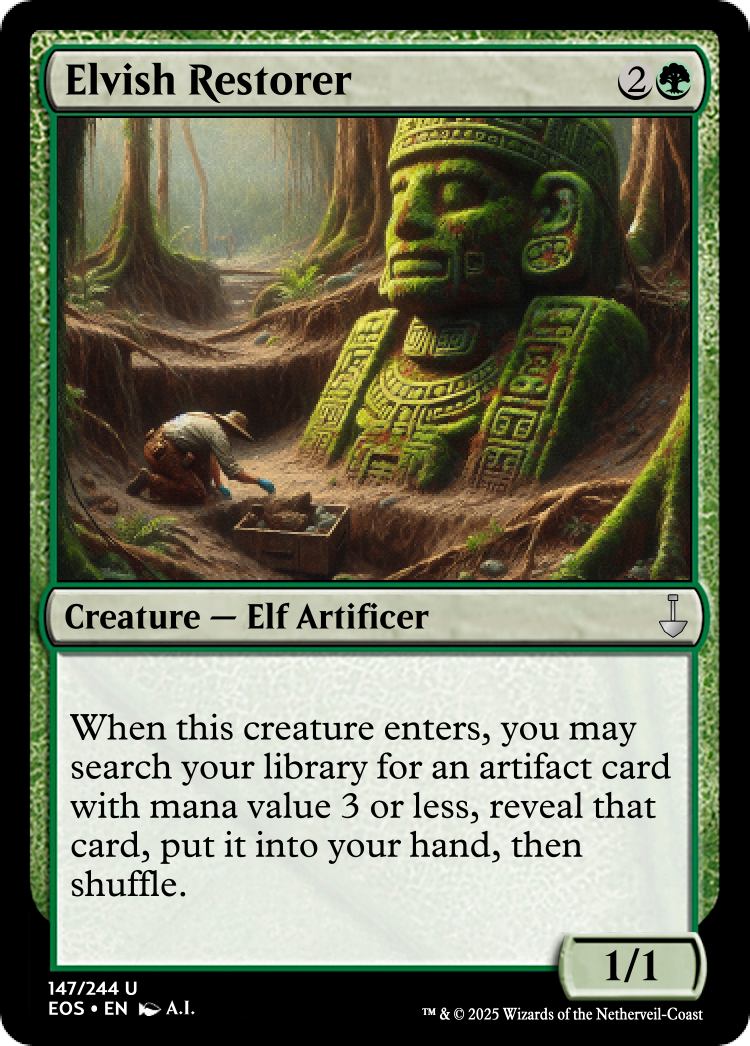 Elvish Restorer 2
Creature — Elf Artificer
When this creature enters, you may
search your library for an artifact card
with mana value 3 or less, reveal that
card, put it into your hand, then
shuffle.
1/1
147/244 U
EOS • EN A.I.
™ & © 2025 Wizards of the Netherveil-Coast